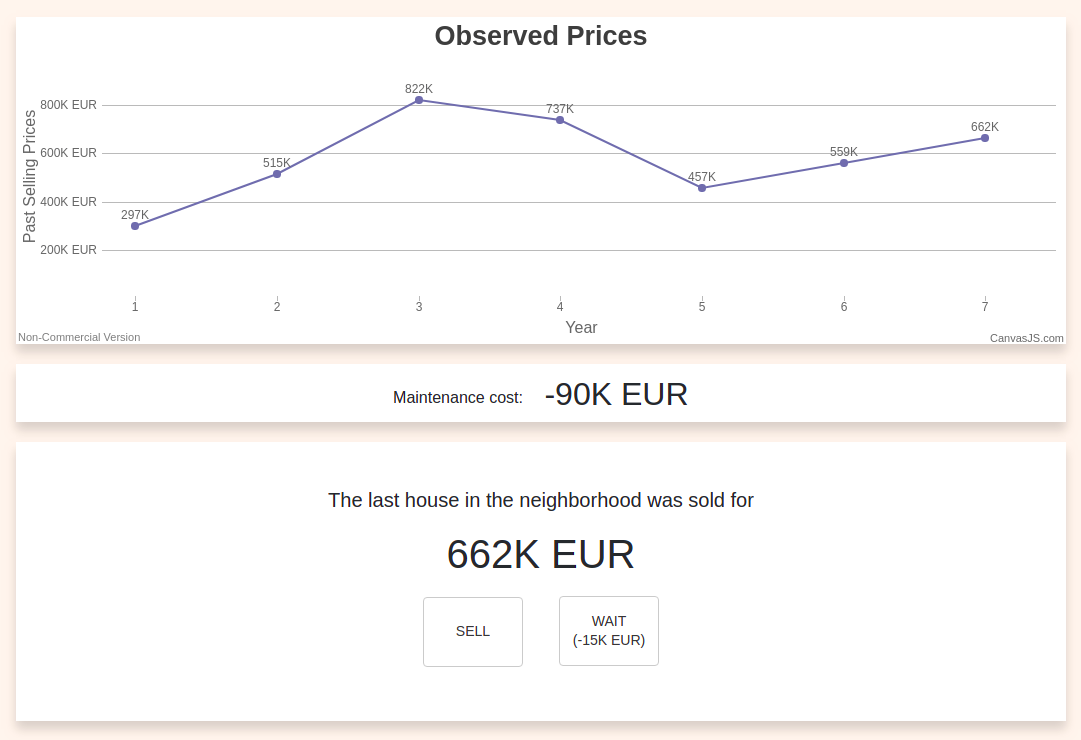 Observed Prices
Past Selling Prices
800K EUR
600K EUR
400K EUR
200K EUR
297K
515K
822K
737K
457K
559K
662K
1
2
3
4
5
6
7
Year
Non-Commercial Version
CanvasJS.com
Maintenance cost: -90K EUR
The last house in the neighborhood was sold for
662K EUR
SELL
WAIT
(-15K EUR)